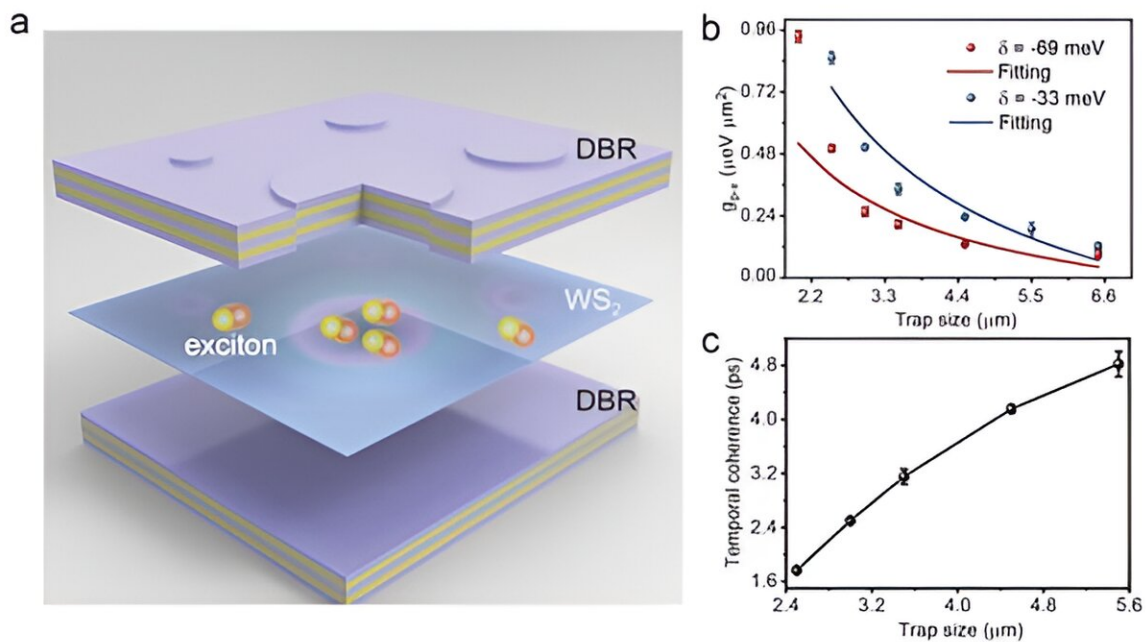 a
DBR
WS₂
exciton
DBR
b
δ = -69 meV
Fitting
δ = -33 meV
Fitting
0.96
0.72
0.48
0.24
0.00
2.2 3.3 4.4 5.5 6.6
Trap size (μm)
c
Temporal coherence (ps)
4.8
4.0
3.2
2.4
1.6
2.4 3.2 4.0 4.8 5.6
Trap size (μm)